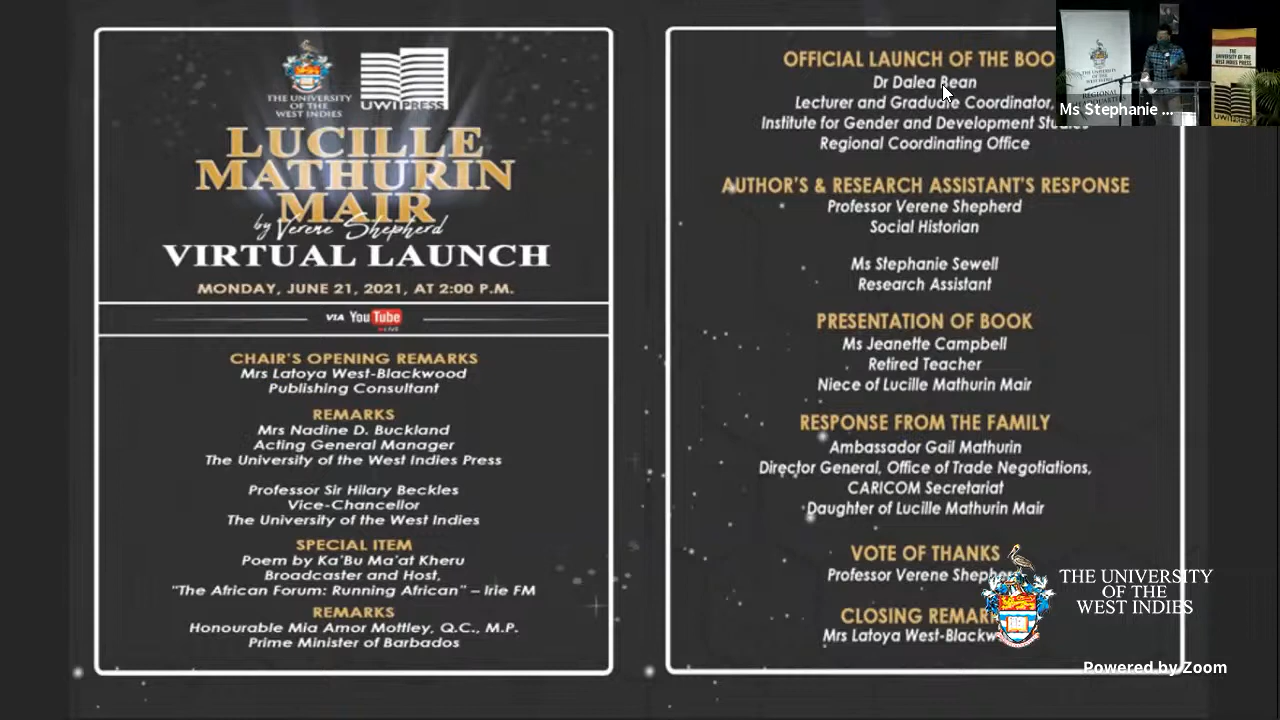 THE UNIVERSITY OF THE
WEST INDIES
UWI PRESS
LUCILLE
MATHURIN
MAIR
by Verene Shepherd
VIRTUAL LAUNCH
MONDAY, JUNE 21, 2021, AT 2:00 P.M.
VIA YouTube
CHAIR'S OPENING REMARKS
Mrs Latoya West-Blackwood
Publishing Consultant
REMARKS
Mrs Nadine D. Buckland
Acting General Manager
The University of the West Indies Press
Professor Sir Hilary Beckles
Vice-Chancellor
The University of the West Indies
SPECIAL ITEM
Poem by Ka'Bu Ma'at Kheru
Broadcaster and Host,
"The African Forum: Running African" – Irie FM
REMARKS
Honourable Mia Amor Mottley, Q.C., M.P.
Prime Minister of Barbados
OFFICIAL LAUNCH OF THE BOO
Dr Dalea Bean
Lecturer and Graduate Coordinator,
Institute for Gender and Development Studies
Regional Coordinating Office
AUTHOR'S & RESEARCH ASSISTANT'S RESPONSE
Professor Verene Shepherd
Social Historian
Ms Stephanie Sewell
Research Assistant
PRESENTATION OF BOOK
Ms Jeanette Campbell
Retired Teacher
Niece of Lucille Mathurin Mair
RESPONSE FROM THE FAMILY
Ambassador Gail Mathurin
Director General, Office of Trade Negotiations,
CARICOM Secretariat
Daughter of Lucille Mathurin Mair
VOTE OF THANKS
Professor Verene Shephe
CLOSING REMAR
Mrs Latoya West-Blackw
Ms Stephanie ...
THE UNIVERSITY
OF THE
WEST INDIES
Powered by Zoom